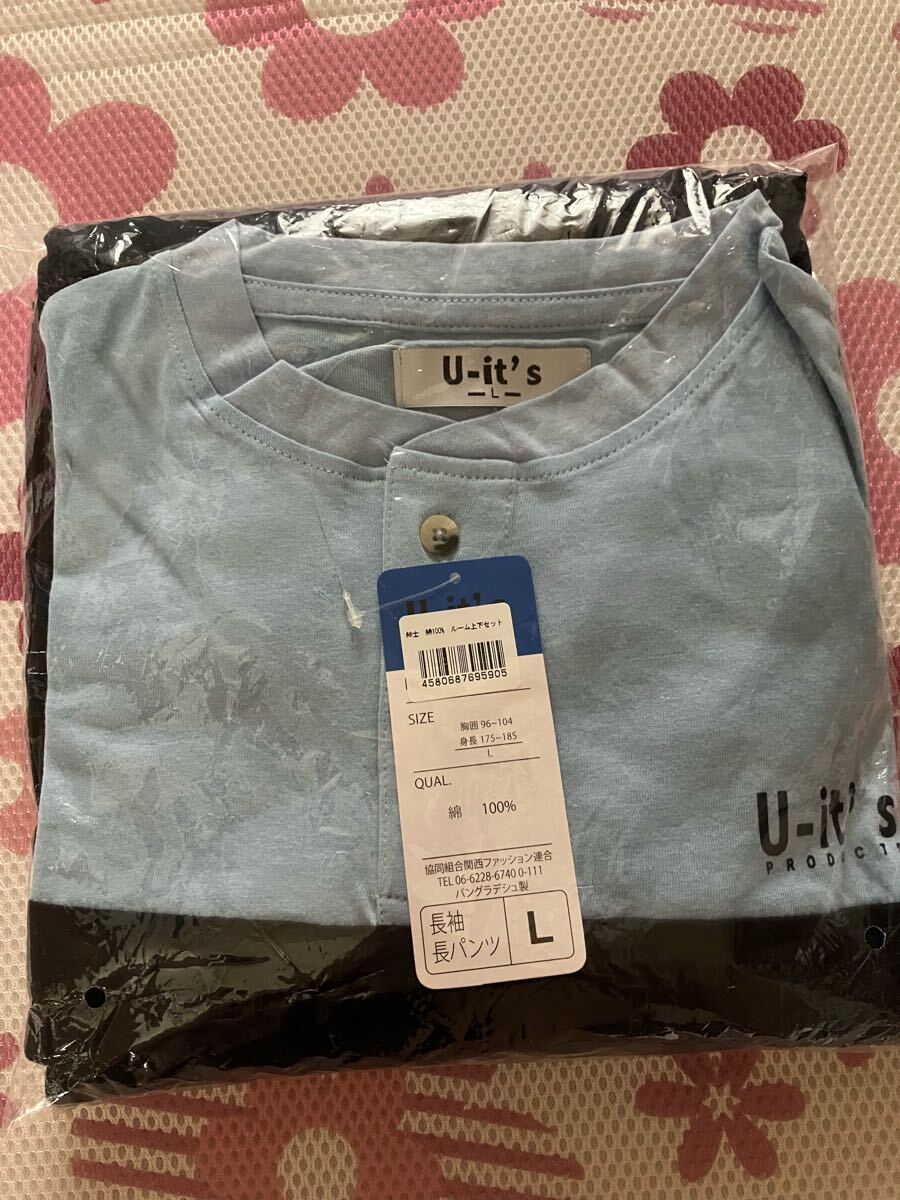 U-it's
L
U-it's
紳士 綿100% ルーム上下セット
4580687695905
SIZE
胸囲 96~104
身長 175~185
L
QUAL.
綿 100%
協同組合関西ファッション連合
TEL 06-6228-6740 0-111
バングラデシュ製
長袖
長パンツ
L
U-it's
PRODUCT